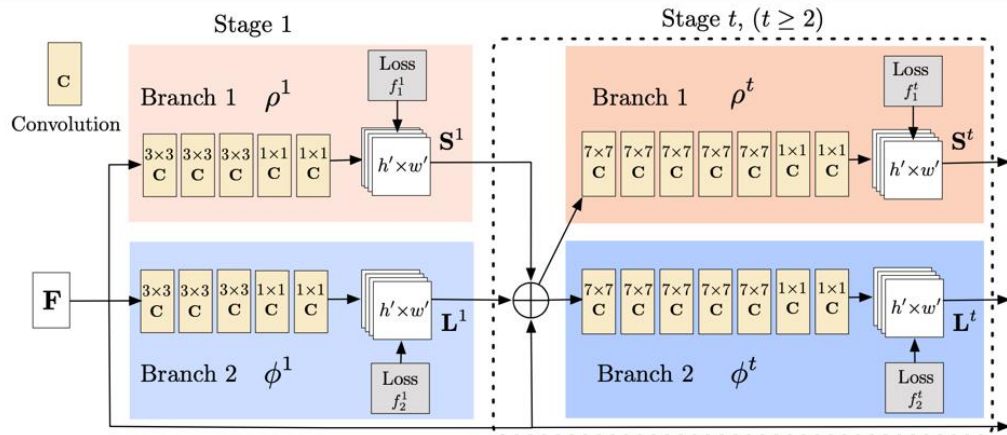 Stage 1
Stage t, (t ≥ 2)
C
Convolution
Branch 1 ρ¹
Loss
f₁¹
3×3 3×3 3×3 1×1 1×1
C C C C C
h′×w′
S¹
Branch 1 ρᵗ
Loss
f₁ᵗ
7×7 7×7 7×7 7×7 7×7 1×1 1×1
C C C C C C C
h′×w′
Sᵗ
F
3×3 3×3 3×3 1×1 1×1
C C C C C
h′×w′
L¹
Branch 2 ϕ¹
Loss
f₂¹
7×7 7×7 7×7 7×7 7×7 1×1 1×1
C C C C C C C
h′×w′
Lᵗ
Branch 2 ϕᵗ
Loss
f₂ᵗ